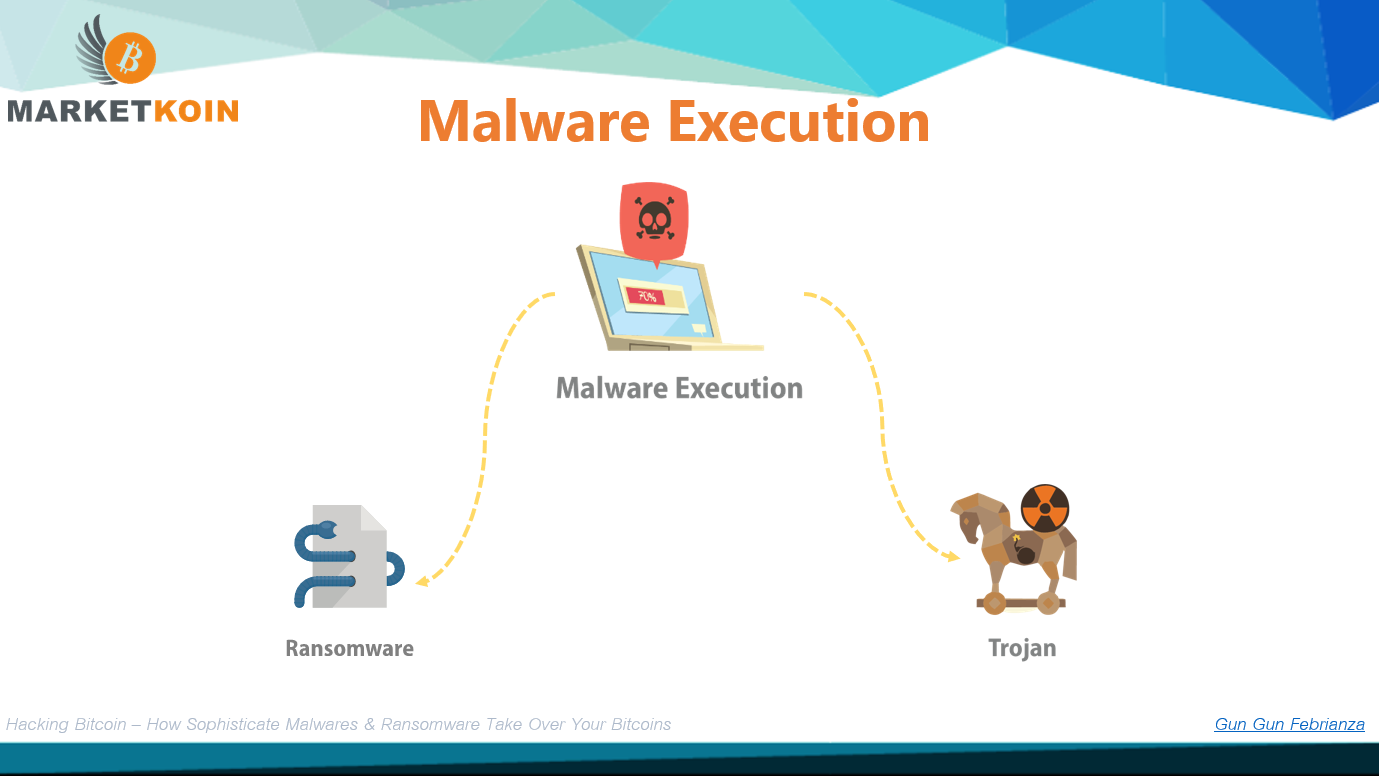 MARKETKOIN
Malware Execution
70%
Malware Execution
Ransomware
Trojan
Hacking Bitcoin – How Sophisticate Malwares & Ransomware Take Over Your Bitcoins
Gun Gun Febrianza